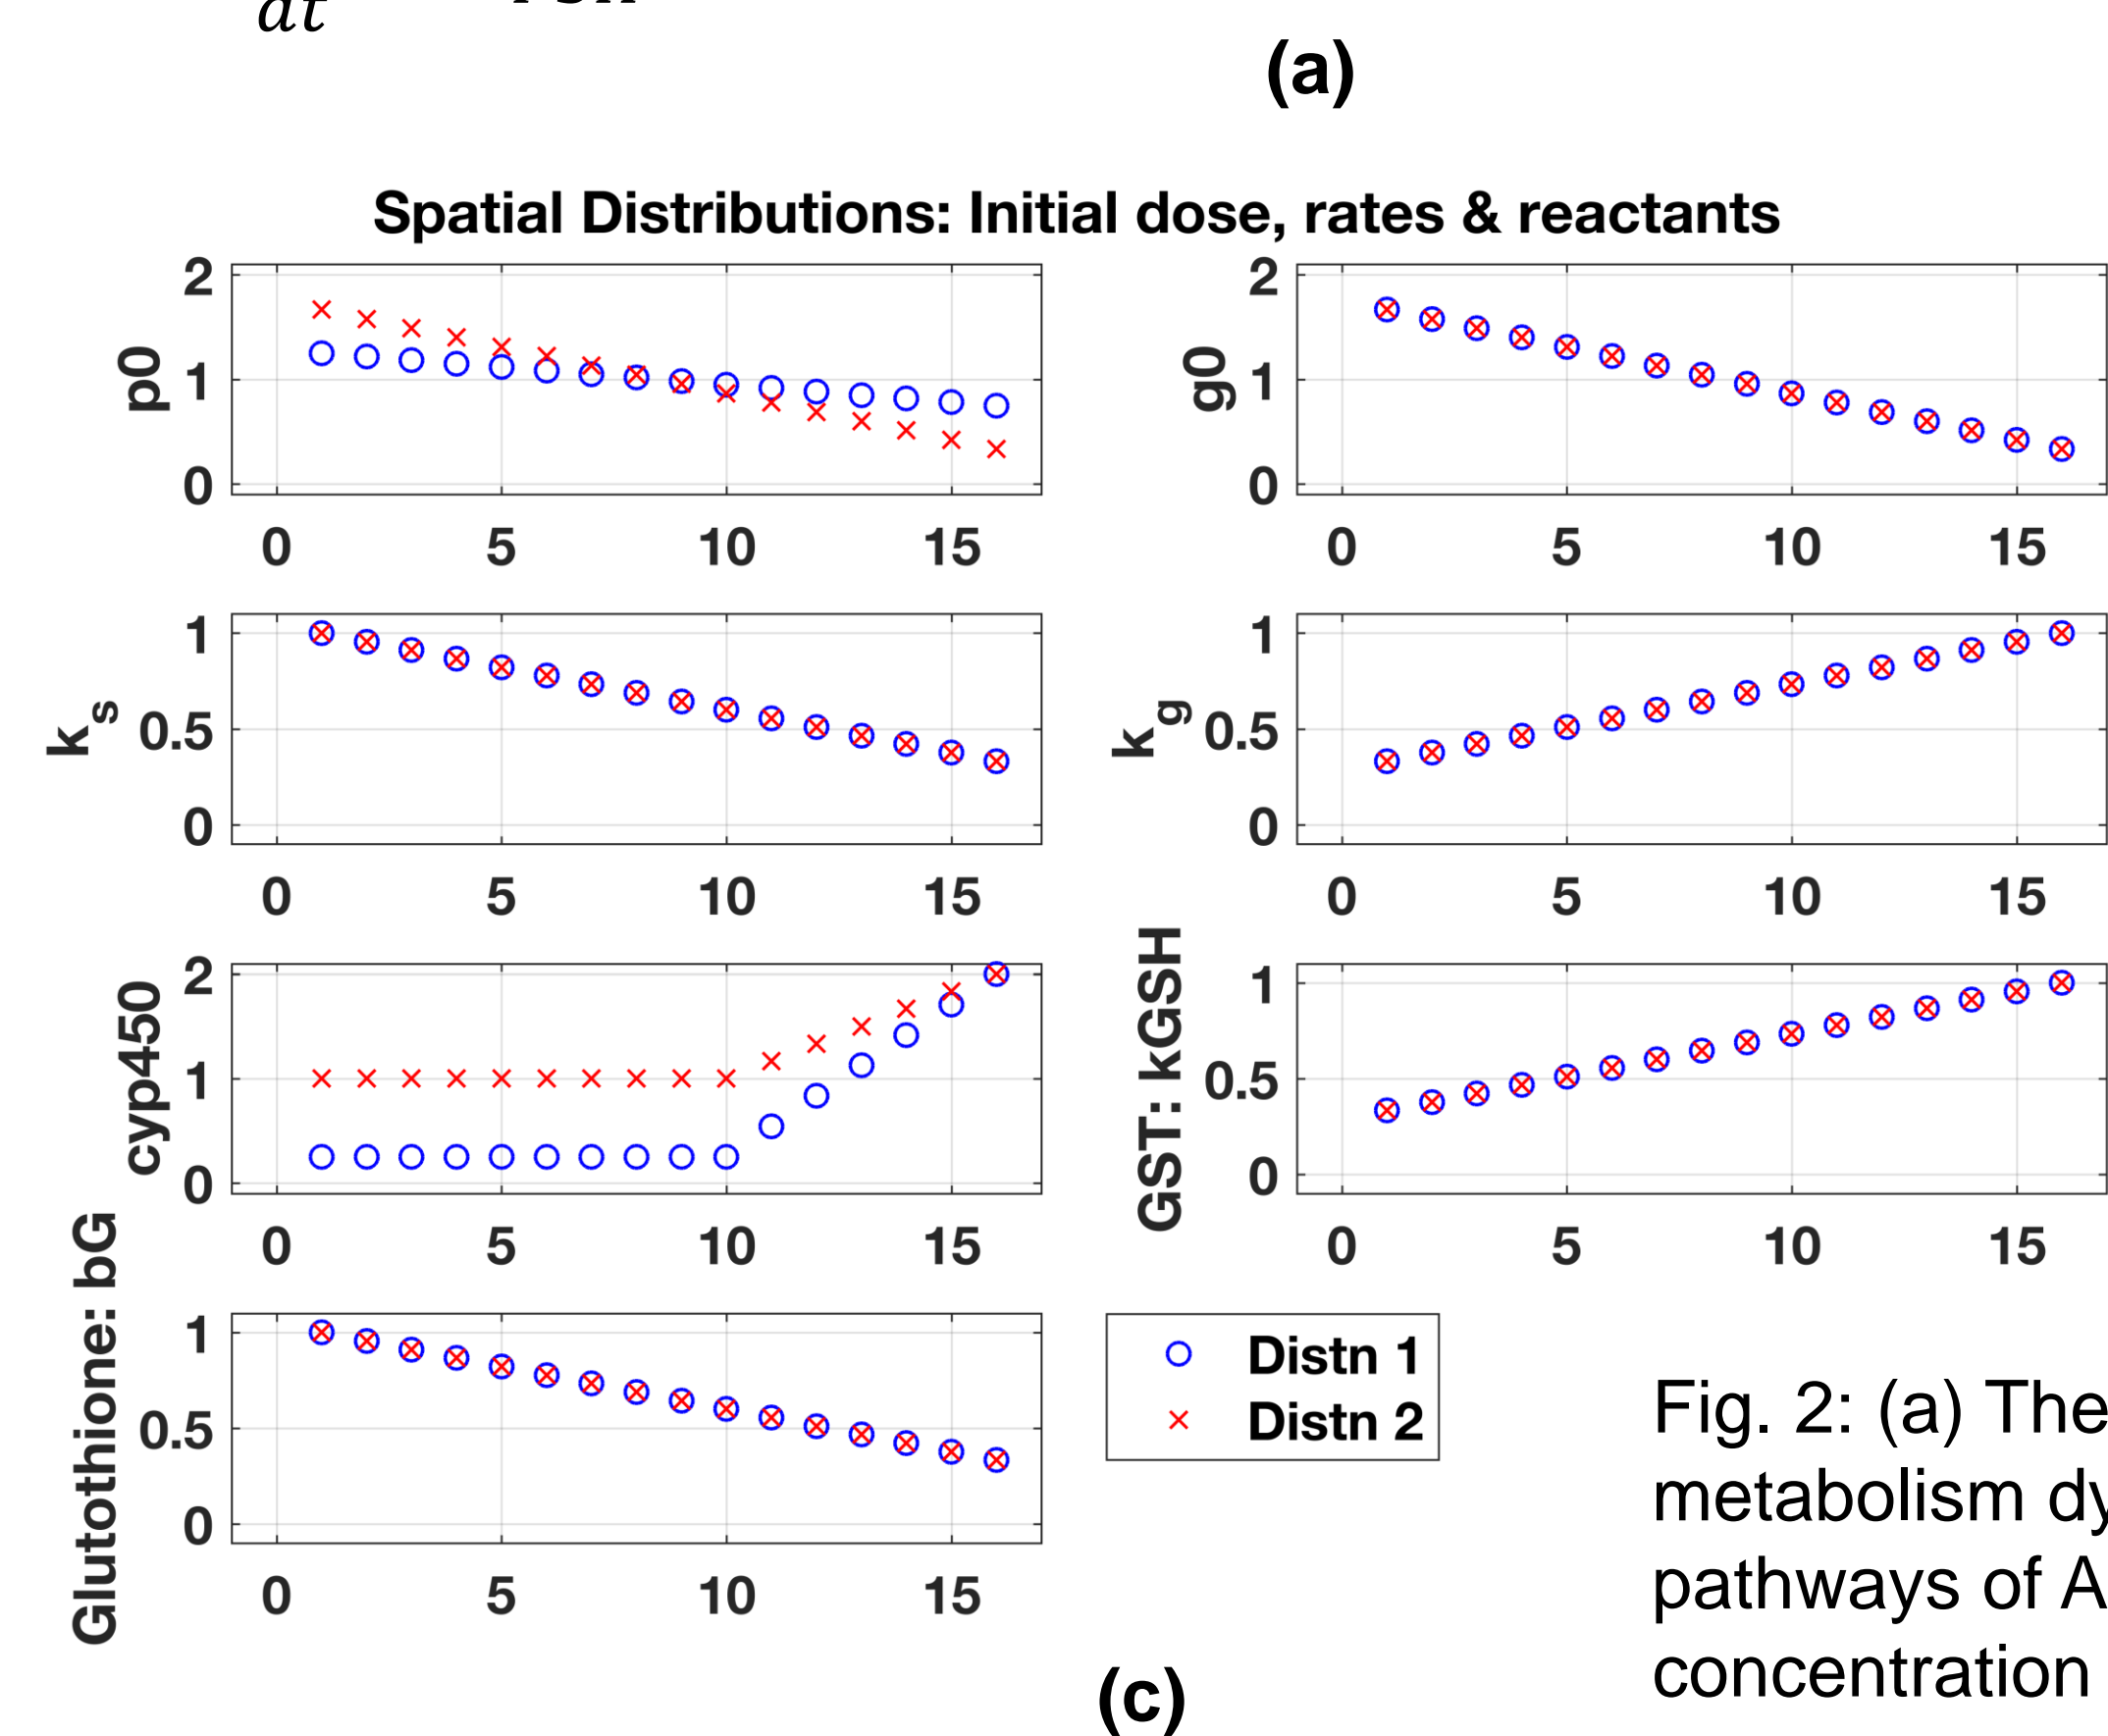 dt
(a)
Spatial Distributions: Initial dose, rates & reactants
p0
2
1
0
0 5 10 15
g0
2
1
0
0 5 10 15
ks
1
0.5
0
0 5 10 15
kg
1
0.5
0
0 5 10 15
cyp450
2
1
0
0 5 10 15
GST: kGSH
1
0.5
0
0 5 10 15
Glutothione: bG
1
0.5
0
0 5 10 15
Distn 1
Distn 2
(c)
Fig. 2: (a) The
metabolism dy
pathways of A
concentration